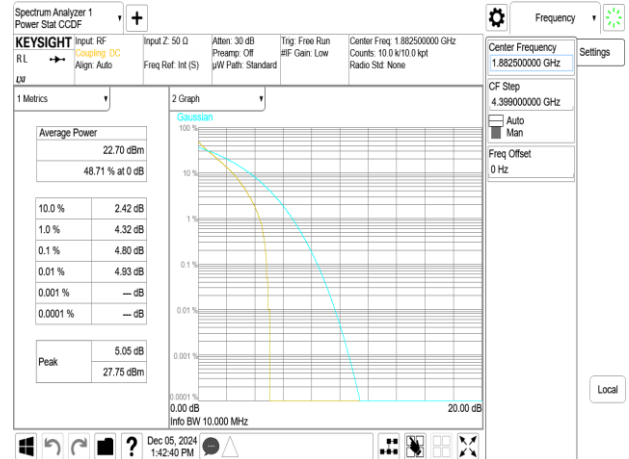 Spectrum Analyzer 1
Power Stat CCDF
Frequency
KEYSIGHT
RL
LXI
Input: RF
Coupling: DC
Align: Auto
Input Z: 50 Ω
Freq Ref: Int (S)
Atten: 30 dB
Preamp: Off
µW Path: Standard
Trig: Free Run
#IF Gain: Low
Center Freq: 1.882500000 GHz
Counts: 10.0 k/10.0 kpt
Radio Std: None
Center Frequency
1.882500000 GHz
Settings
CF Step
4.399000000 GHz
Auto
Man
Freq Offset
0 Hz
1 Metrics
Average Power
22.70 dBm
48.71 % at 0 dB
10.0 % 2.42 dB
1.0 % 4.32 dB
0.1 % 4.80 dB
0.01 % 4.93 dB
0.001 % --- dB
0.0001 % --- dB
Peak
5.05 dB
27.75 dBm
2 Graph
Gaussian
100 %
10 %
1 %
0.1 %
0.01 %
0.001 %
0.0001 %
0.00 dB 20.00 dB
Info BW 10.000 MHz
Local
?
Dec 05, 2024
1:42:40 PM